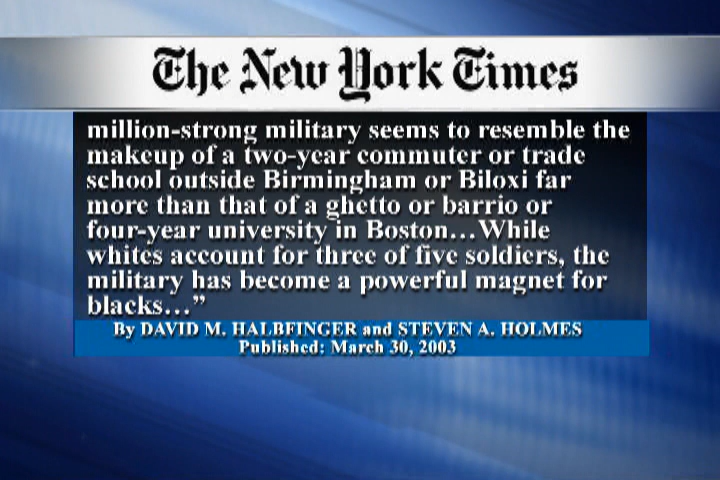 The New York Times
million-strong military seems to resemble the
makeup of a two-year commuter or trade
school outside Birmingham or Biloxi far
more than that of a ghetto or barrio or
four-year university in Boston…While
whites account for three of five soldiers, the
military has become a powerful magnet for
blacks…”
By DAVID M. HALBFINGER and STEVEN A. HOLMES
Published: March 30, 2003